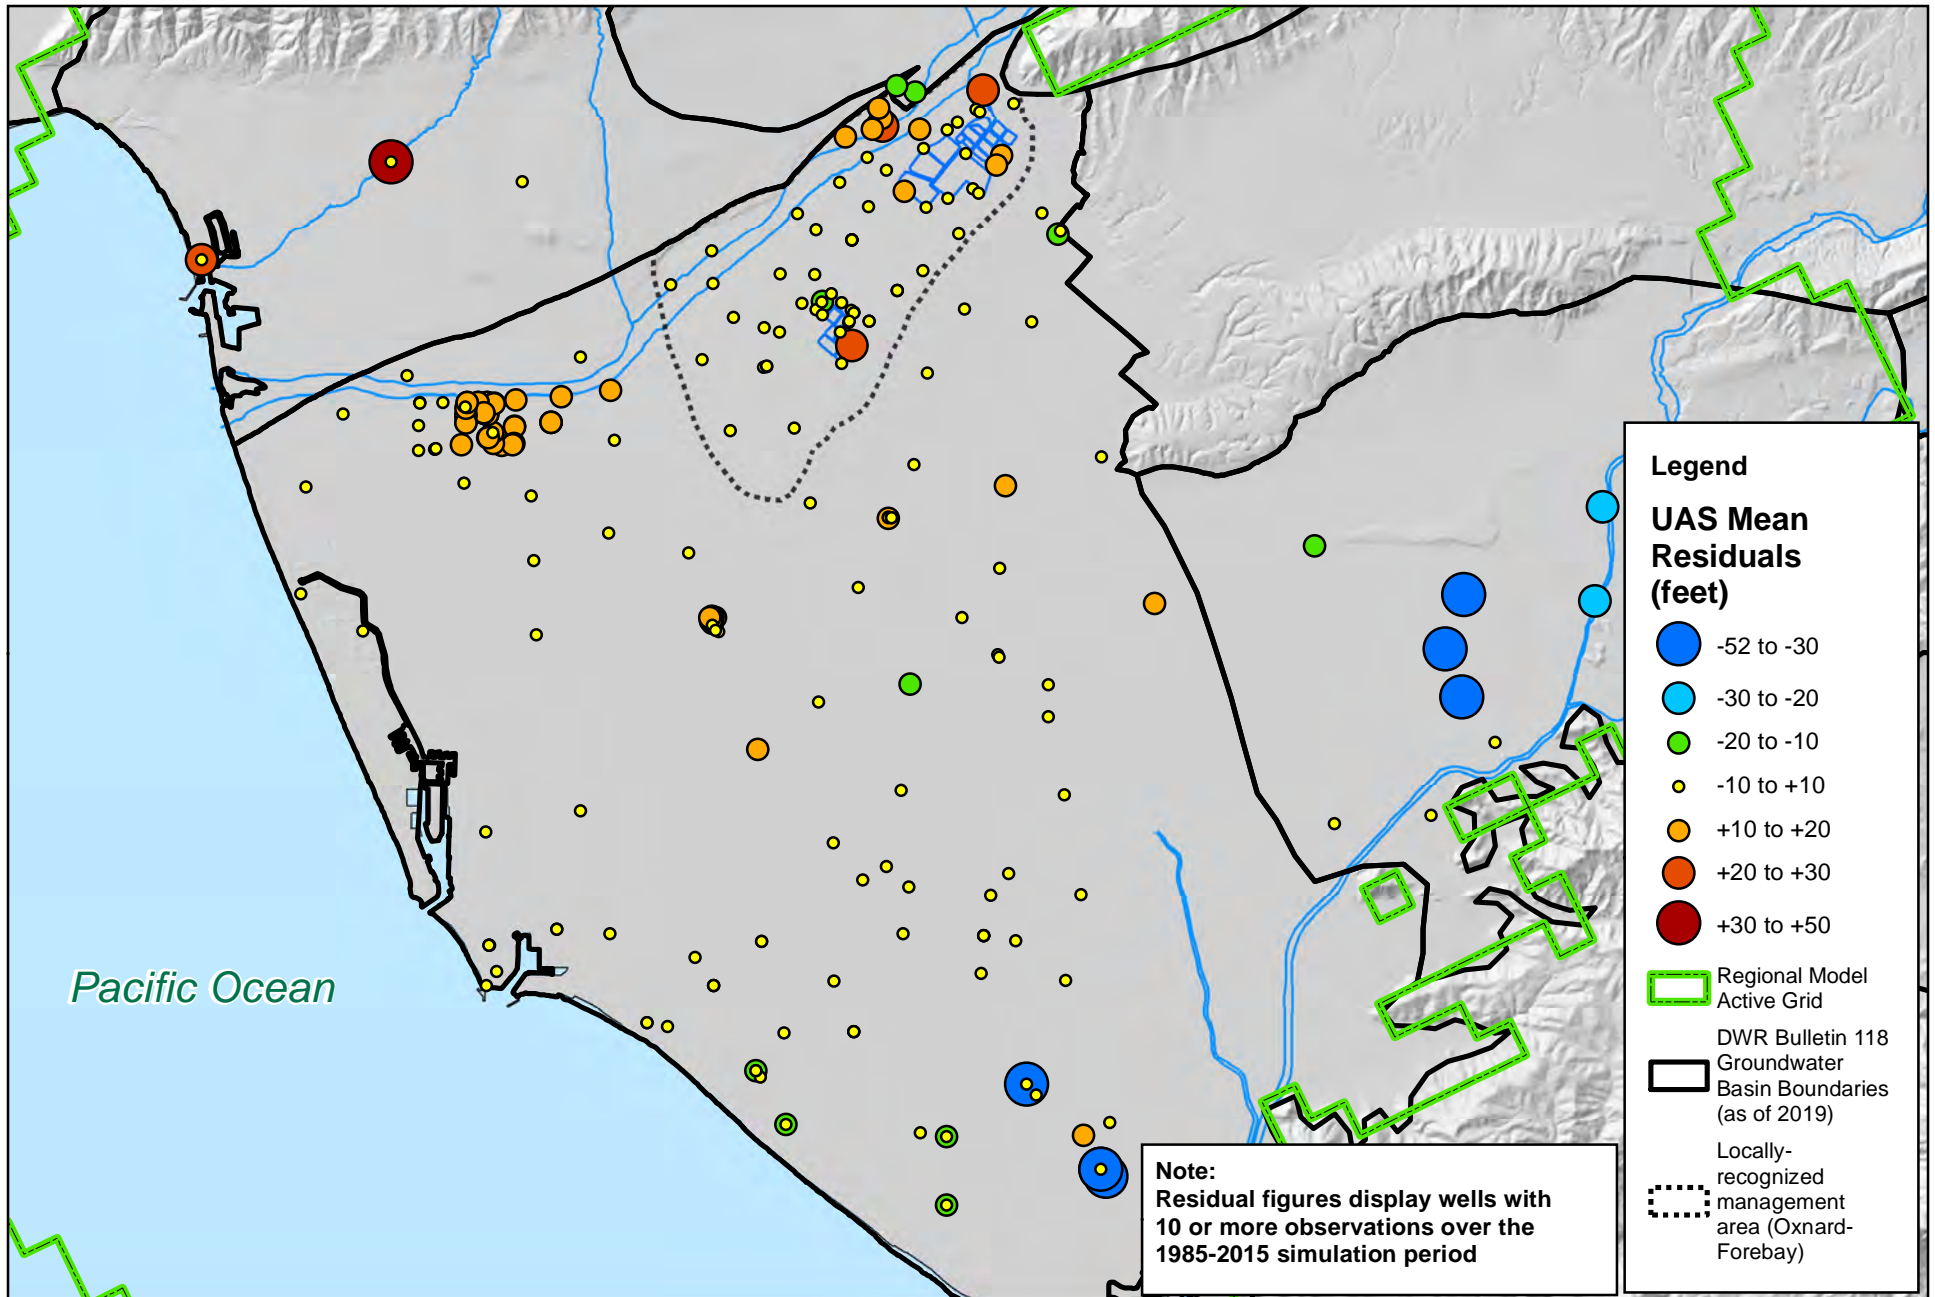 Pacific Ocean
Legend
UAS Mean
Residuals
(feet)
-52 to -30
-30 to -20
-20 to -10
-10 to +10
+10 to +20
+20 to +30
+30 to +50
Regional Model
Active Grid
DWR Bulletin 118
Groundwater
Basin Boundaries
(as of 2019)
Locally-
recognized
management
area (Oxnard-
Forebay)
Note:
Residual figures display wells with
10 or more observations over the
1985-2015 simulation period